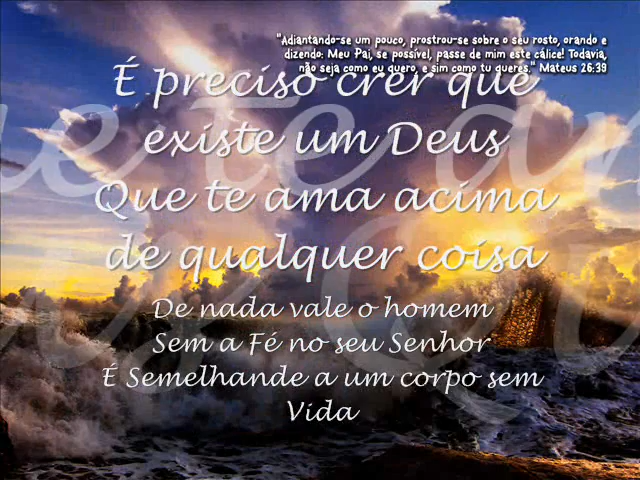 "Adiantando-se um pouco, prostrou-se sobre o seu rosto, orando e
dizendo: Meu Pai, se possível, passe de mim este cálice! Todavia,
não seja como eu quero, e sim como tu queres." Mateus 26:39
É preciso crer que
existe um Deus
Que te ama acima
de qualquer coisa
De nada vale o homem
Sem a Fé no seu Senhor
É Semelhande a um corpo sem
Vida